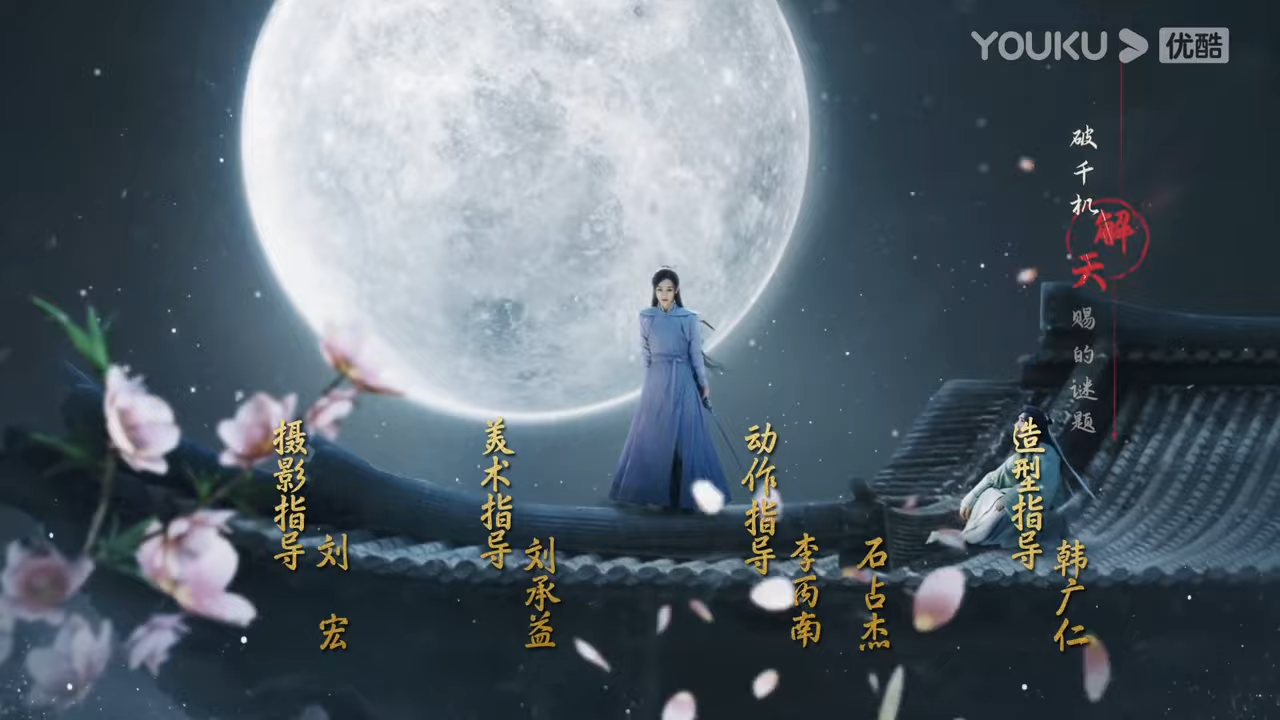 YOUKU 优酷
破千机
解天
赐的谜题
摄影指导
刘宏
美术指导
刘承益
动作指导
李丙南
石占杰
造型指导
韩广仁